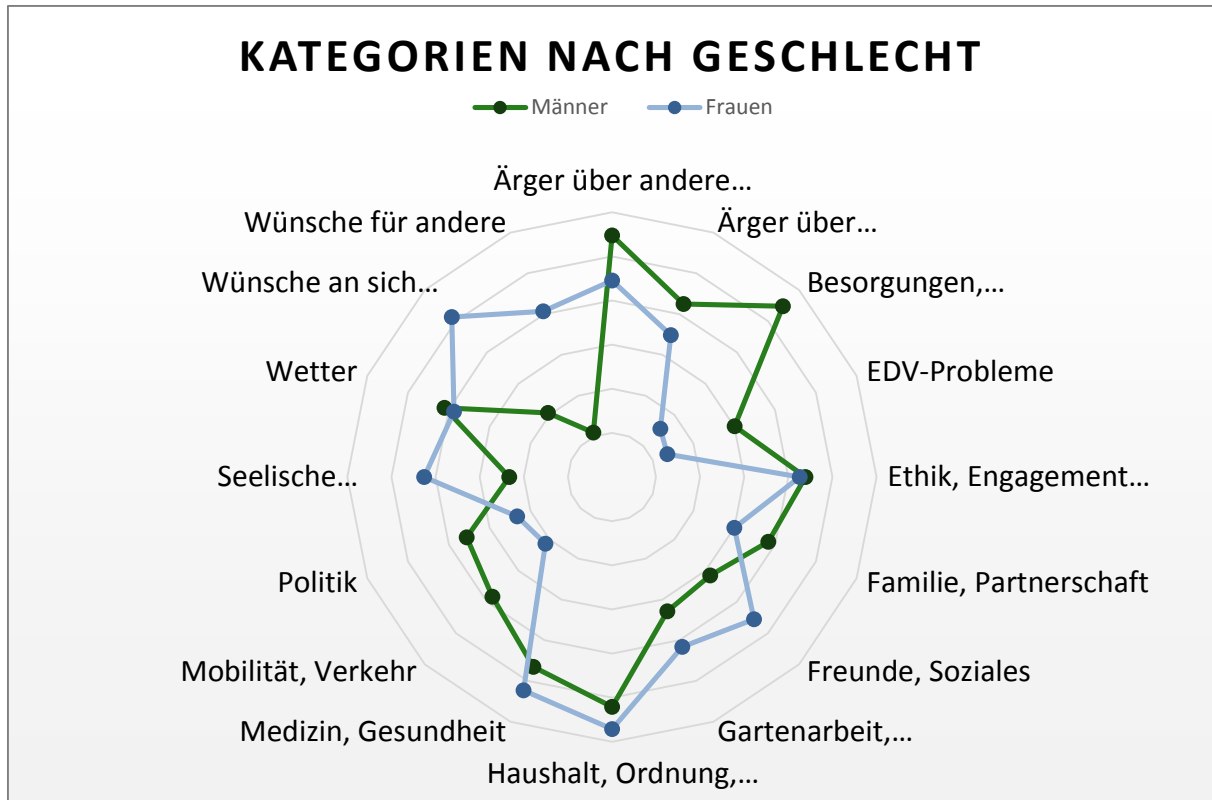 KATEGORIEN NACH GESCHLECHT
Männer
Frauen
Ärger über andere...
Ärger über...
Besorgungen,...
EDV-Probleme
Ethik, Engagement...
Familie, Partnerschaft
Freunde, Soziales
Gartenarbeit,...
Haushalt, Ordnung,...
Medizin, Gesundheit
Mobilität, Verkehr
Politik
Seelische...
Wetter
Wünsche an sich...
Wünsche für andere